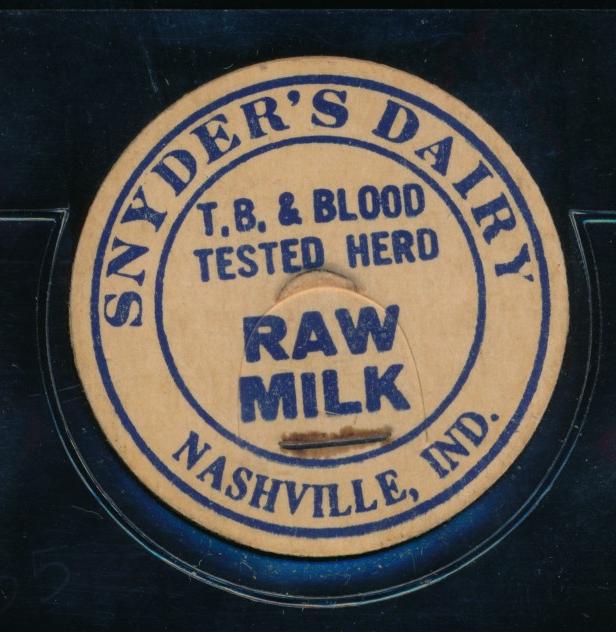 SNYDER'S DAIRY
T.B. & BLOOD
TESTED HERD
RAW
MILK
NASHVILLE, IND.